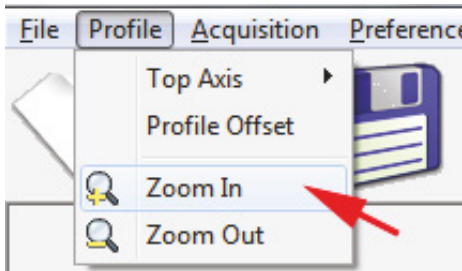 File Profile Acquisition Preference
Top Axis
Profile Offset
Zoom In
Zoom Out